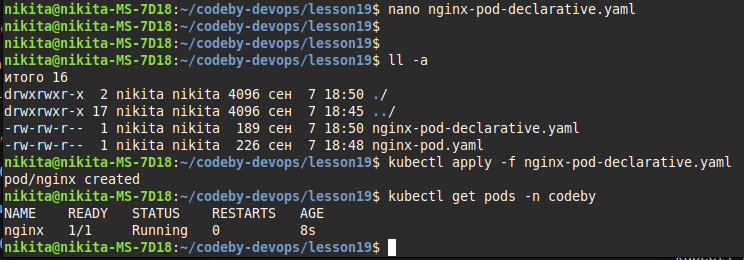 nikita@nikita-MS-7D18:~/codeby-devops/lesson19$ nano nginx-pod-declarative.yaml
nikita@nikita-MS-7D18:~/codeby-devops/lesson19$
nikita@nikita-MS-7D18:~/codeby-devops/lesson19$
nikita@nikita-MS-7D18:~/codeby-devops/lesson19$ ll -a
итого 16
drwxrwxr-x  2 nikita nikita 4096 сен  7 18:50 ./
drwxrwxr-x 17 nikita nikita 4096 сен  7 18:45 ../
-rw-rw-r--  1 nikita nikita  189 сен  7 18:50 nginx-pod-declarative.yaml
-rw-rw-r--  1 nikita nikita  226 сен  7 18:48 nginx-pod.yaml
nikita@nikita-MS-7D18:~/codeby-devops/lesson19$ kubectl apply -f nginx-pod-declarative.yaml
pod/nginx created
nikita@nikita-MS-7D18:~/codeby-devops/lesson19$ kubectl get pods -n codeby
NAME    READY   STATUS    RESTARTS   AGE
nginx   1/1     Running   0          8s
nikita@nikita-MS-7D18:~/codeby-devops/lesson19$